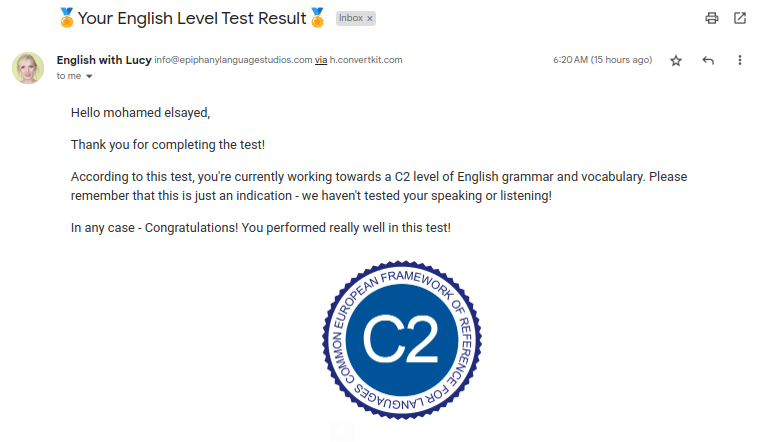 🏅Your English Level Test Result🏅 Inbox ×
English with Lucy info@epiphanylanguagestudios.com via h.convertkit.com 6:20 AM (15 hours ago)
to me
Hello mohamed elsayed,
Thank you for completing the test!
According to this test, you're currently working towards a C2 level of English grammar and vocabulary. Please
remember that this is just an indication - we haven't tested your speaking or listening!
In any case - Congratulations! You performed really well in this test!
COMMON EUROPEAN FRAMEWORK OF REFERENCE FOR LANGUAGES
C2